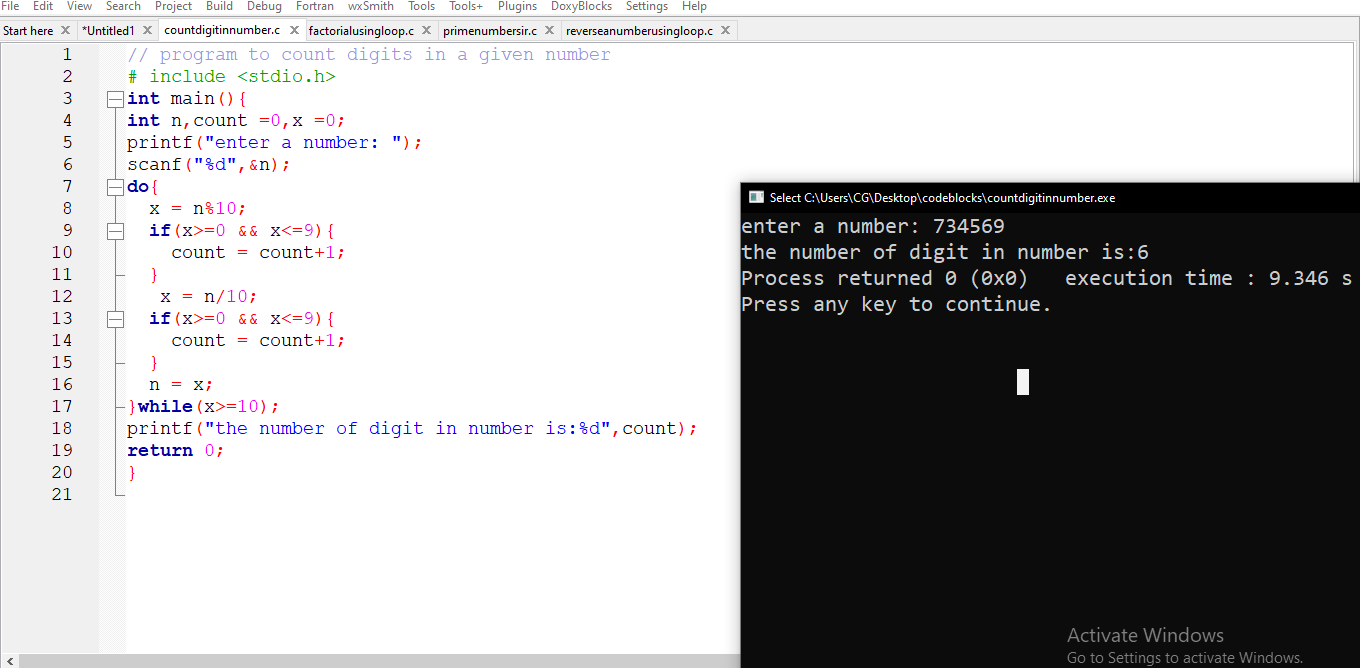 File Edit View Search Project Build Debug Fortran wxSmith Tools Tools+ Plugins DoxyBlocks Settings Help
Start here *Untitled1 countdigitinnumber.c factorialusingloop.c primenumbersir.c reverseanumberusingloop.c
1 // program to count digits in a given number
2 # include <stdio.h>
3 int main(){
4 int n,count =0,x =0;
5 printf("enter a number: ");
6 scanf("%d",&n);
7 do{
8 x = n%10;
9 if(x>=0 && x<=9){
10 count = count+1;
11 }
12 x = n/10;
13 if(x>=0 && x<=9){
14 count = count+1;
15 }
16 n = x;
17 }while(x>=10);
18 printf("the number of digit in number is:%d",count);
19 return 0;
20 }
21
Select C:\Users\CG\Desktop\codeblocks\countdigitinnumber.exe
enter a number: 734569
the number of digit in number is:6
Process returned 0 (0x0) execution time : 9.346 s
Press any key to continue.
Activate Windows
Go to Settings to activate Windows.